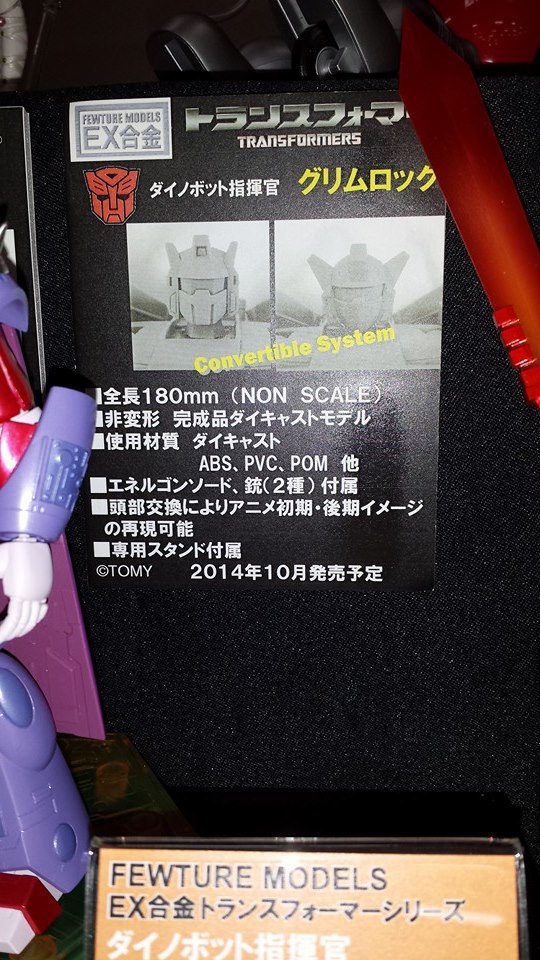 FEWTURE MODELS
EX合金
トランスフォーマー
TRANSFORMERS
ダイノボット指揮官 グリムロック
Convertible System
■全長180mm (NON SCALE)
■非変形 完成品ダイキャストモデル
■使用材質 ダイキャスト
ABS、PVC、POM 他
■エネルゴンソード、銃(2種)付属
■頭部交換によりアニメ初期・後期イメージ
の再現可能
■専用スタンド付属
©TOMY 2014年10月発売予定
FEWTURE MODELS
EX合金トランスフォーマーシリーズ
ダイノボット指揮官